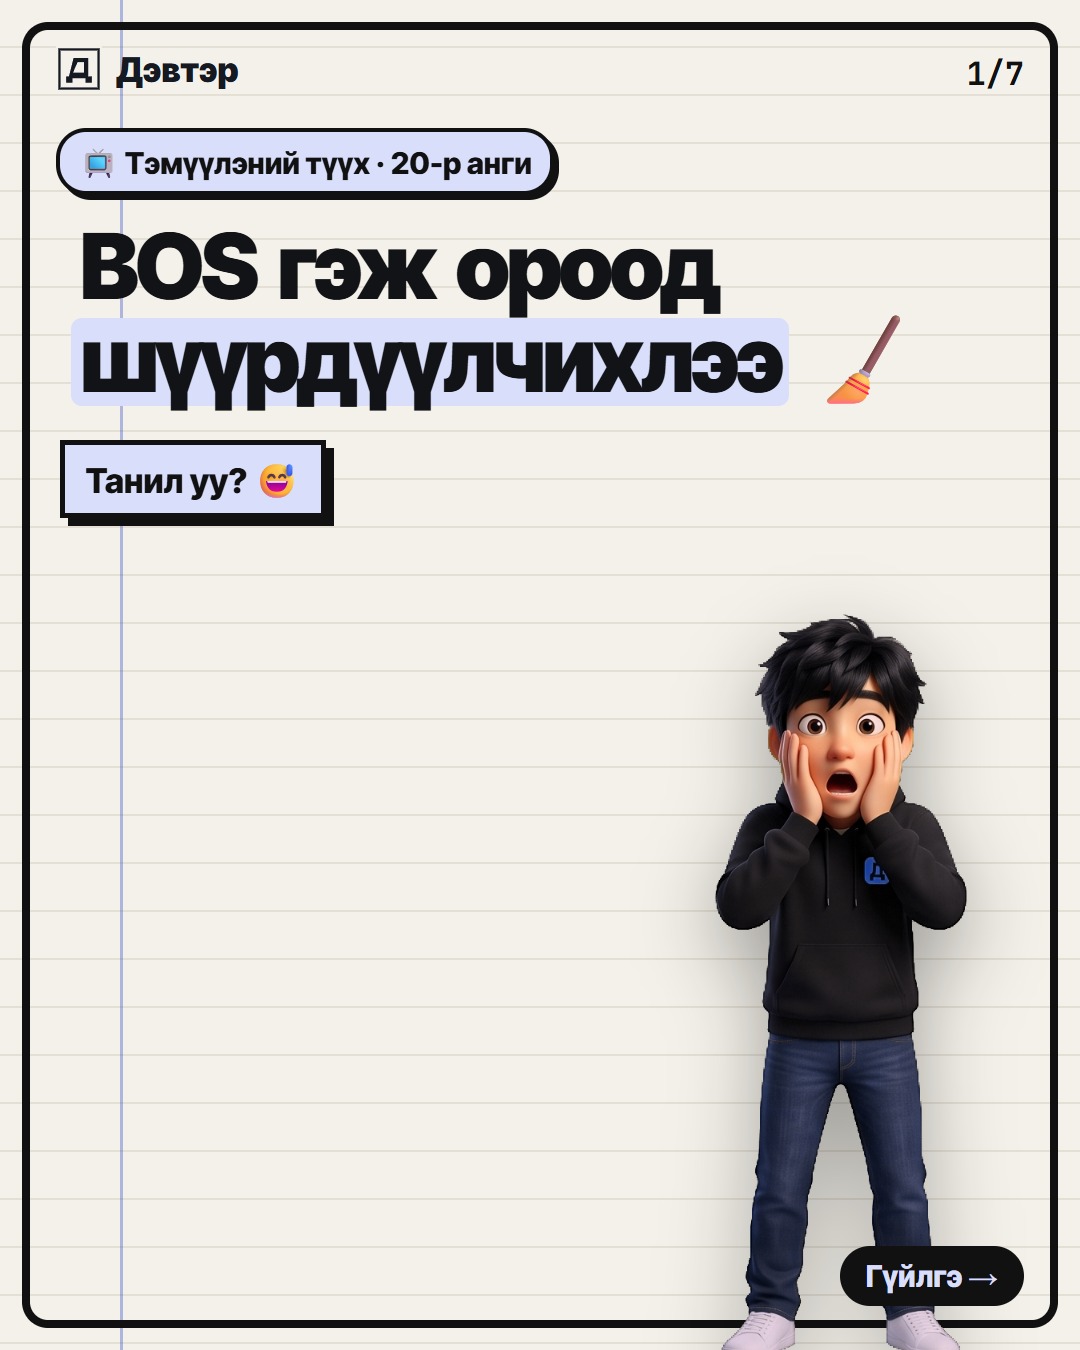 Д Дэвтэр
1/7
📺 Тэмүүлэний түүх · 20-р анги
BOS гэж ороод
шүүрдүүлчихлээ 🧹
Танил уу? 😅
Д
Гүйлгэ →